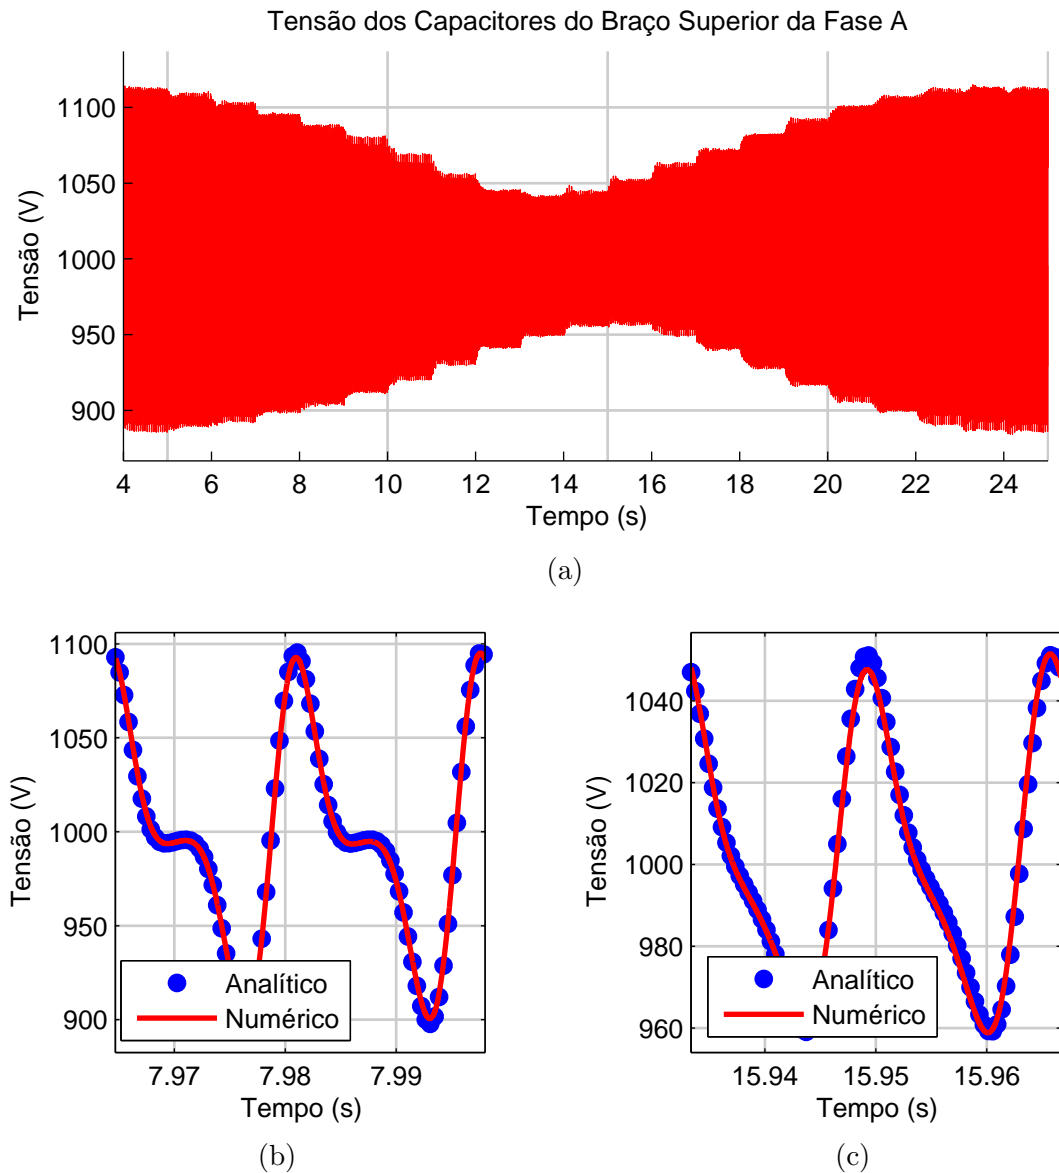 Tensão dos Capacitores do Braço Superior da Fase A
1100
1050
1000
950
900
Tensão (V)
4 6 8 10 12 14 16 18 20 22 24
Tempo (s)
(a)
1100
1050
1000
950
900
Tensão (V)
Analítico
Numérico
7.97 7.98 7.99
Tempo (s)
(b)
1040
1020
1000
980
960
Tensão (V)
Analítico
Numérico
15.94 15.95 15.96
Tempo (s)
(c)